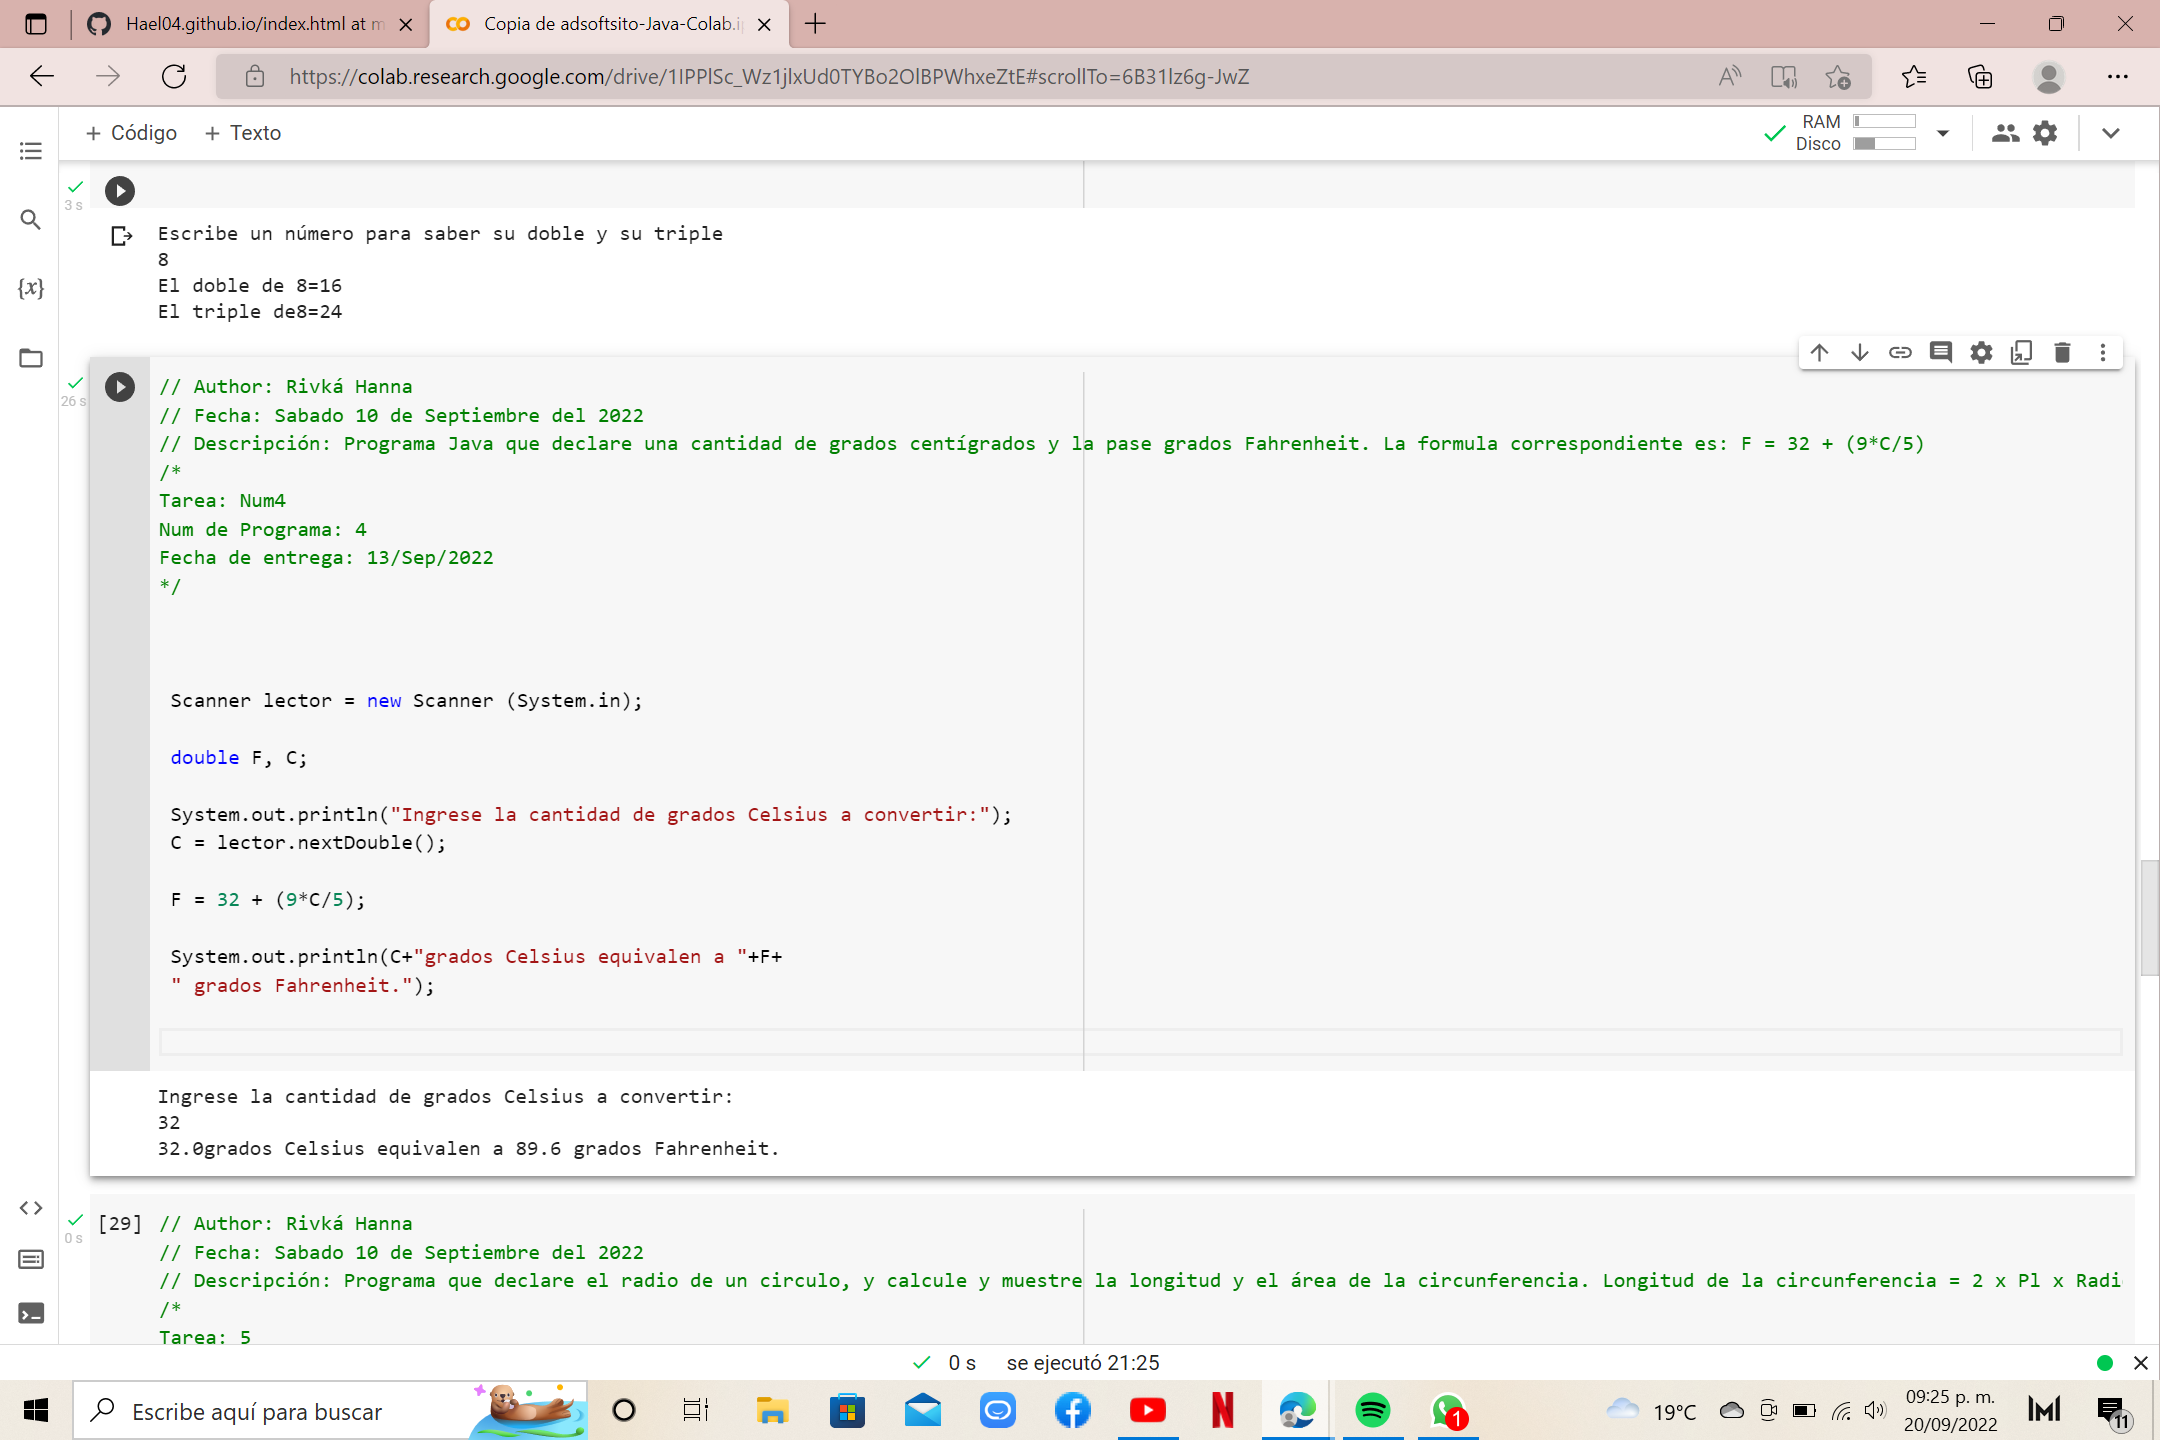 Hael04.github.io/index.html at m
Copia de adsoftsito-Java-Colab.i
https://colab.research.google.com/drive/1IPPlSc_Wz1jlxUd0TYBo2OlBPWhxeZtE#scrollTo=6B31lz6g-JwZ
+ Código + Texto
RAM
Disco
3 s
Escribe un número para saber su doble y su triple
8
El doble de 8=16
El triple de8=24
26 s
// Author: Rivká Hanna
// Fecha: Sabado 10 de Septiembre del 2022
// Descripción: Programa Java que declare una cantidad de grados centígrados y la pase grados Fahrenheit. La formula correspondiente es: F = 32 + (9*C/5)
/*
Tarea: Num4
Num de Programa: 4
Fecha de entrega: 13/Sep/2022
*/
Scanner lector = new Scanner (System.in);
double F, C;
System.out.println("Ingrese la cantidad de grados Celsius a convertir:");
C = lector.nextDouble();
F = 32 + (9*C/5);
System.out.println(C+"grados Celsius equivalen a "+F+
" grados Fahrenheit.");
Ingrese la cantidad de grados Celsius a convertir:
32
32.0grados Celsius equivalen a 89.6 grados Fahrenheit.
0 s
[29]
// Author: Rivká Hanna
// Fecha: Sabado 10 de Septiembre del 2022
// Descripción: Programa que declare el radio de un circulo, y calcule y muestre la longitud y el área de la circunferencia. Longitud de la circunferencia = 2 x Pl x Radi
/*
Tarea: 5
0 s se ejecutó 21:25
Escribe aquí para buscar
1
19°C
09:25 p. m.
20/09/2022
11